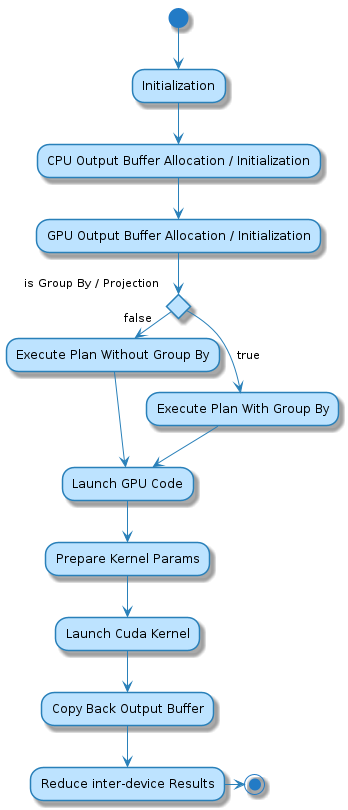 Initialization
CPU Output Buffer Allocation / Initialization
GPU Output Buffer Allocation / Initialization
is Group By / Projection
false
Execute Plan Without Group By
true
Execute Plan With Group By
Launch GPU Code
Prepare Kernel Params
Launch Cuda Kernel
Copy Back Output Buffer
Reduce inter-device Results